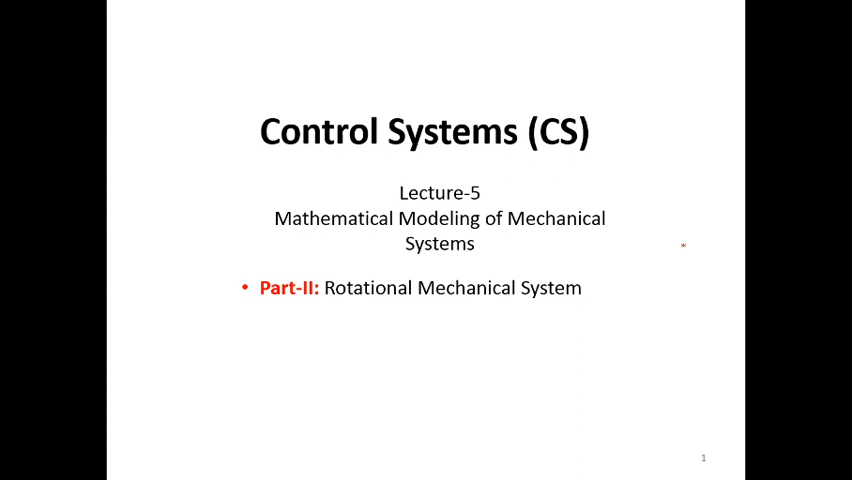 Control Systems (CS)
Lecture-5
Mathematical Modeling of Mechanical
Systems
• Part-II: Rotational Mechanical System
1